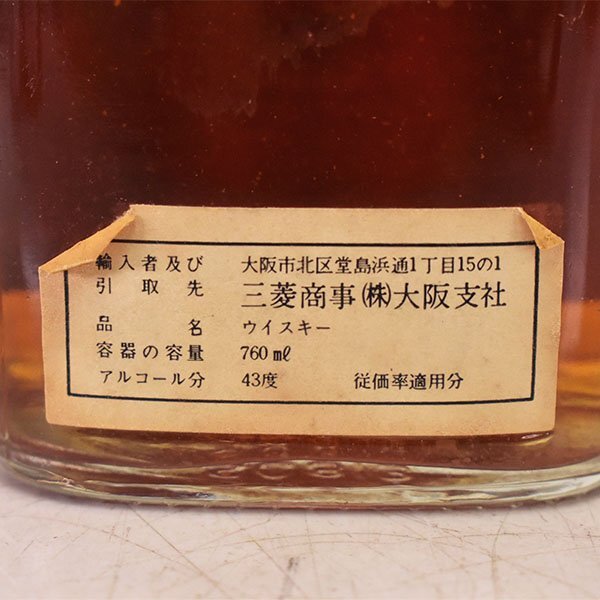 輸入者及び 大阪市北区堂島浜通1丁目15の1
引取先 三菱商事(株)大阪支社
品名 ウイスキー
容器の容量 760ml
アルコール分 43度 従価率適用分